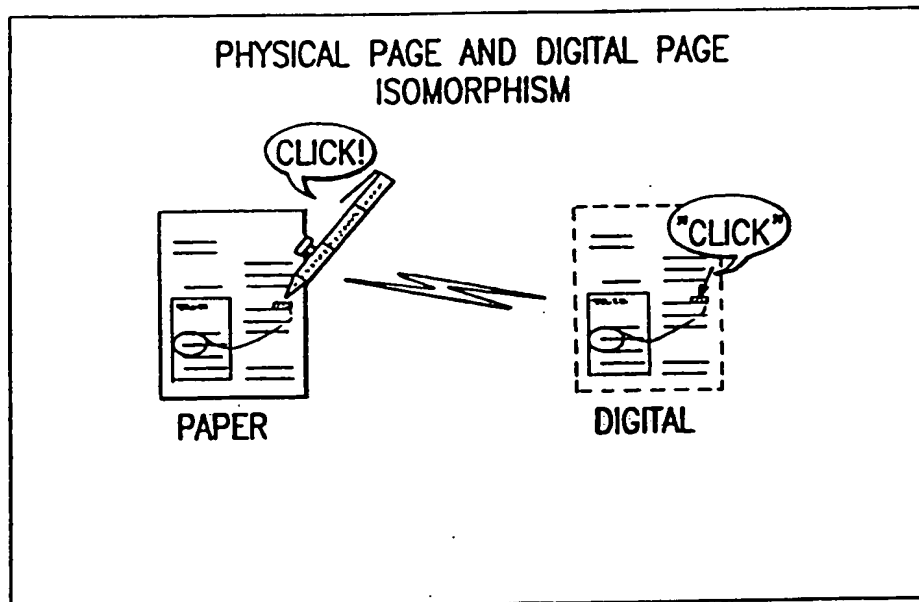 PHYSICAL PAGE AND DIGITAL PAGE
ISOMORPHISM
CLICK!
"CLICK"
PAPER
DIGITAL